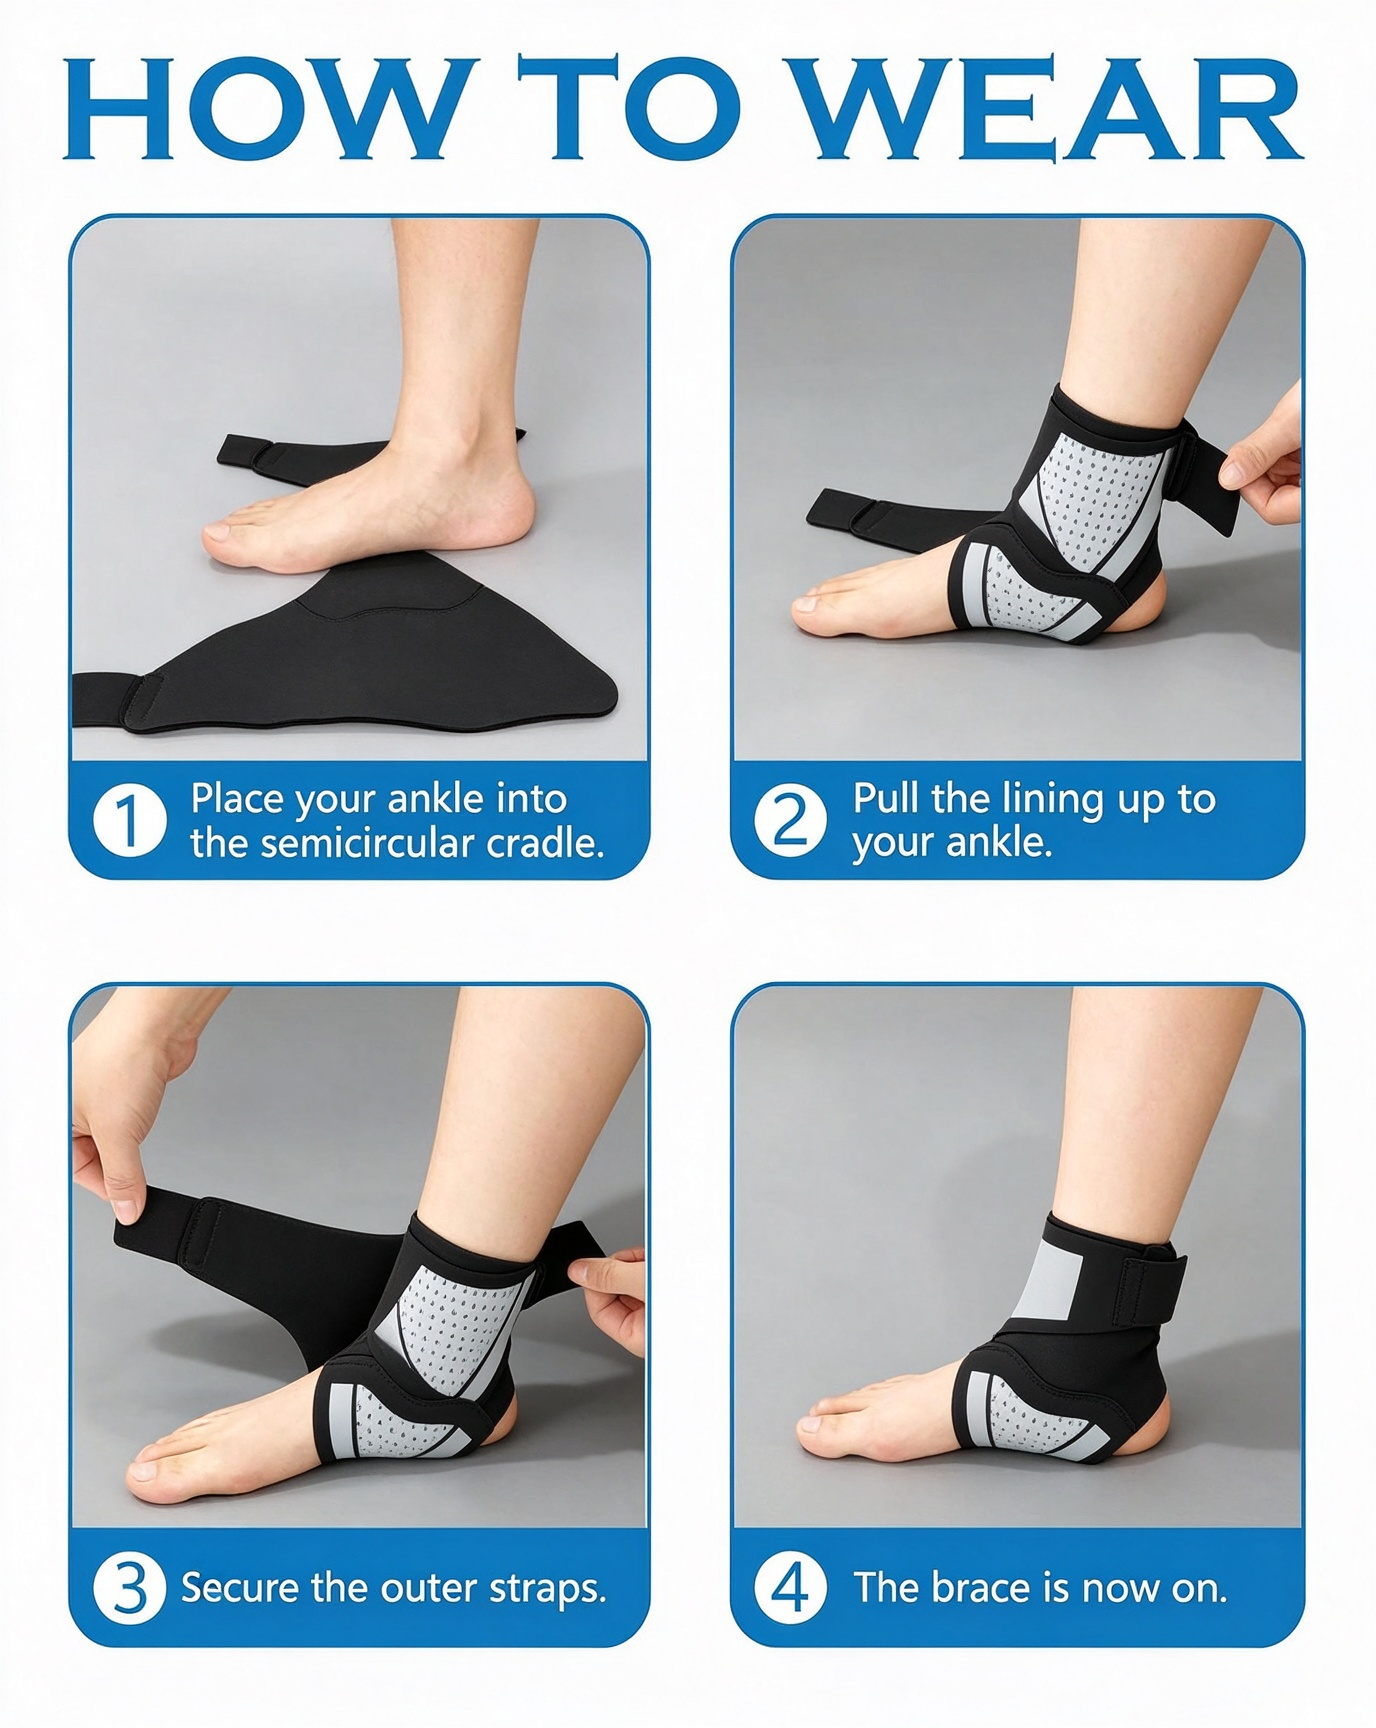 HOW TO WEAR
1 Place your ankle into
the semicircular cradle.
2 Pull the lining up to
your ankle.
3 Secure the outer straps.
4 The brace is now on.